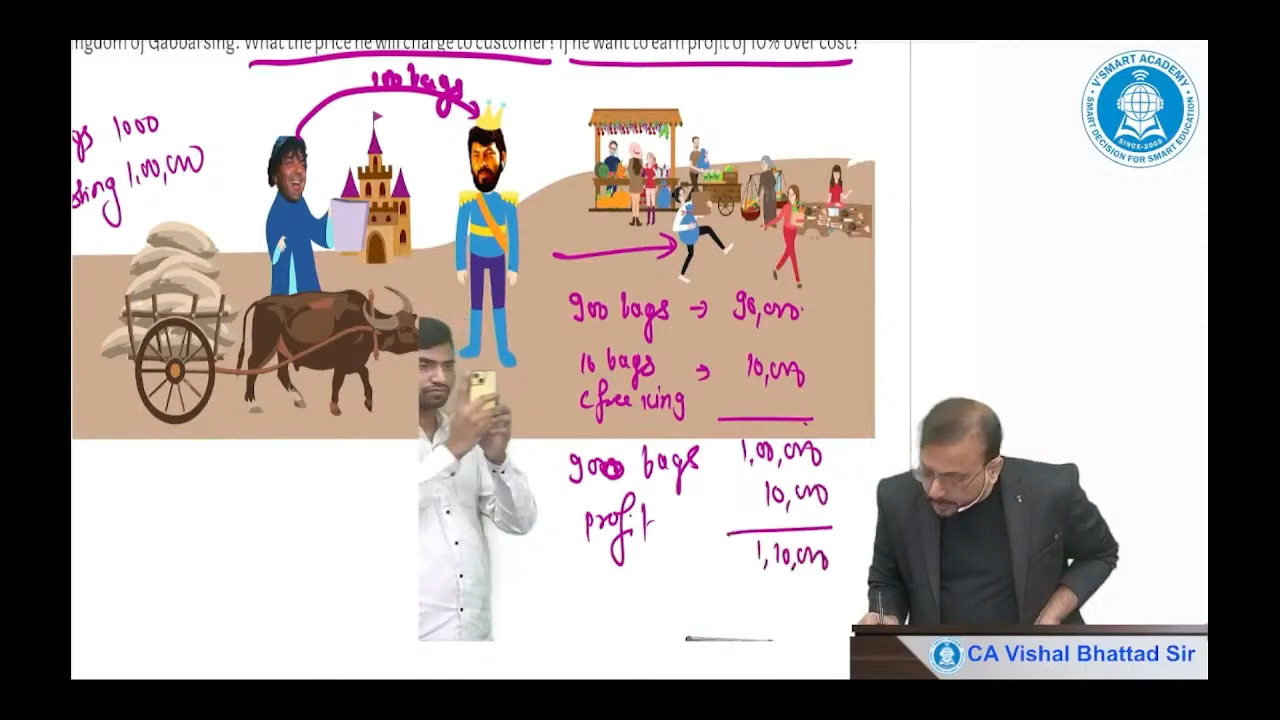 ngdom of Gabbarsing. What the price he will charge to customer? If he want to earn profit of 10% over cost?
100 bags
gs 1000
sting 1,00,000
900 bags → 90,000
10 bags → 10,000
c free king
900 bags 1,00,000
profit 10,000
1,10,000
V'SMART ACADEMY
SINCE-2005
SMART DECISION FOR SMART EDUCATION
CA Vishal Bhattad Sir